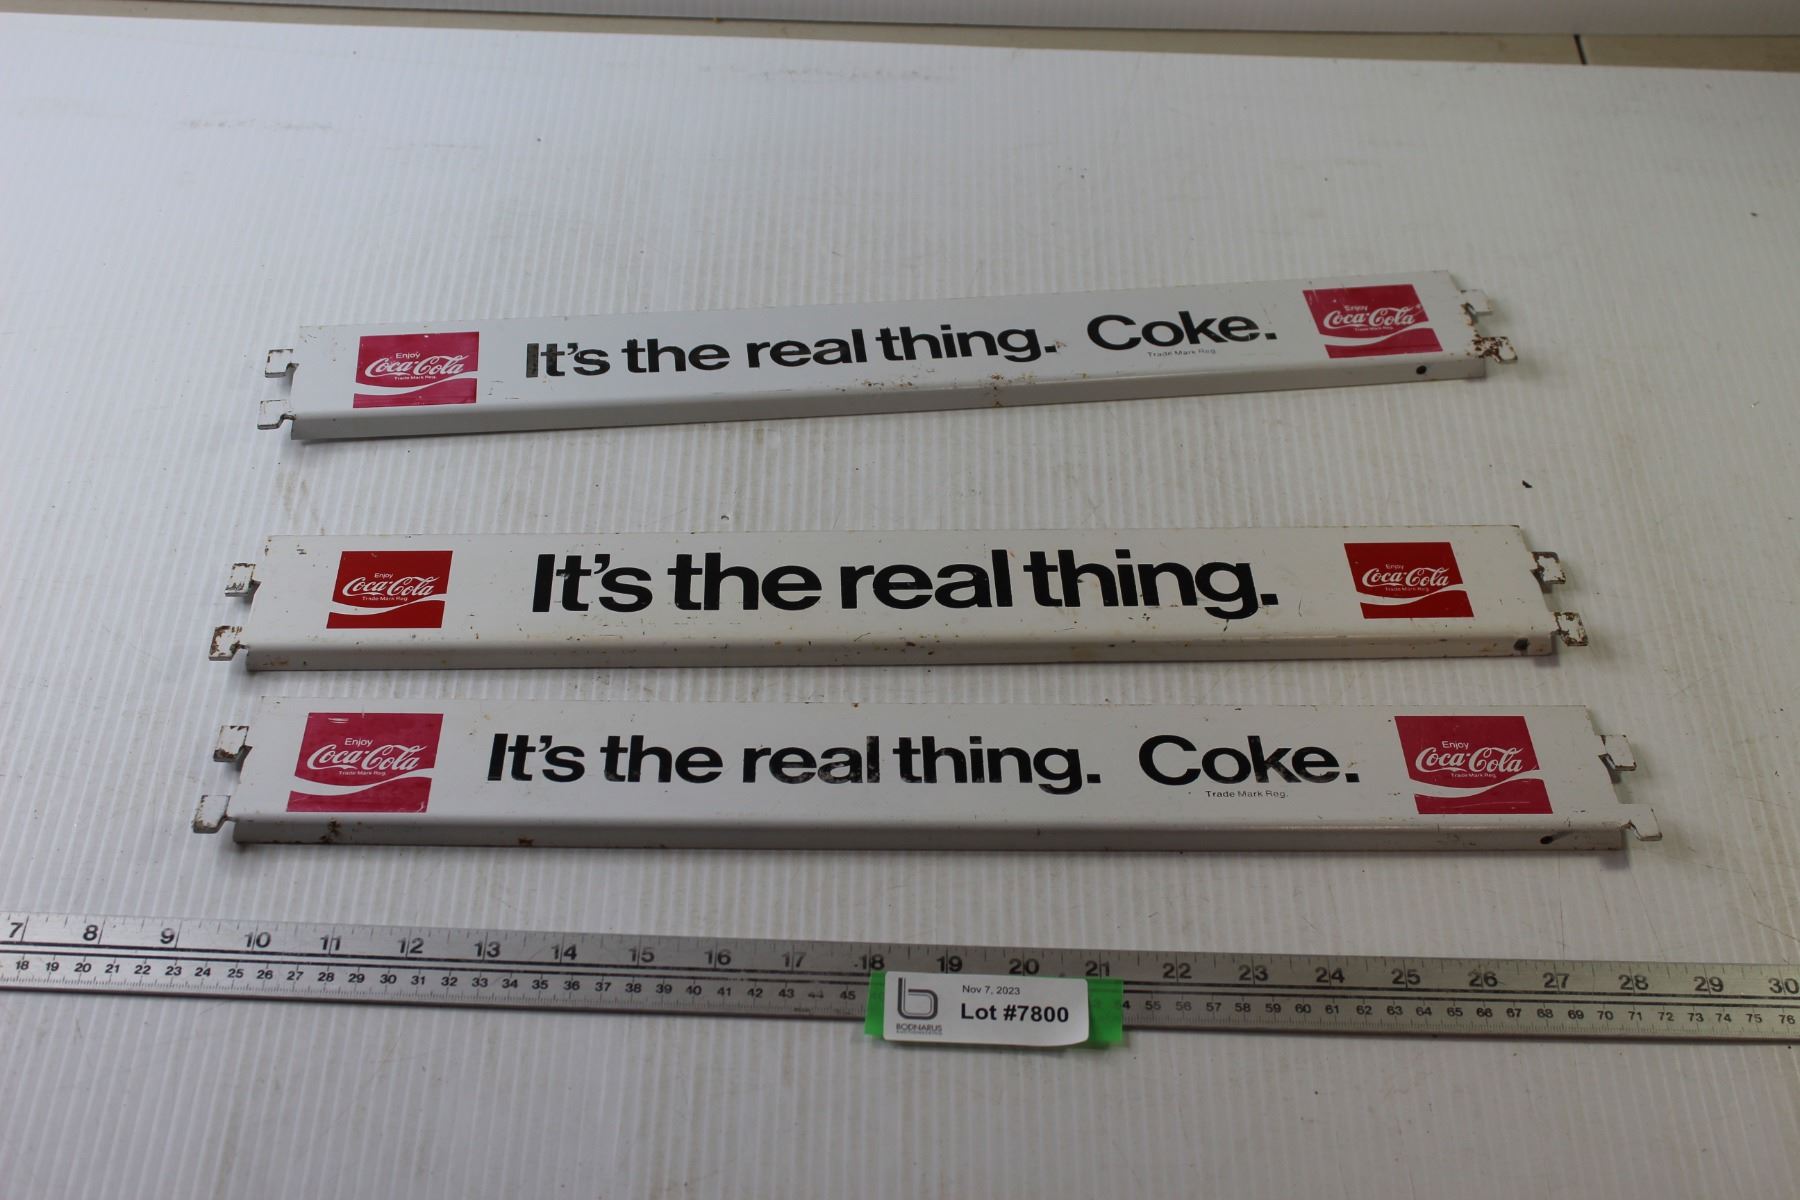 Enjoy
Coca-Cola
Trade Mark Reg.
It's the real thing. Coke.
Trade Mark Reg.
Enjoy
Coca-Cola
Trade Mark Reg.
Enjoy
Coca-Cola
Trade Mark Reg.
It's the real thing.
Enjoy
Coca-Cola
Trade Mark Reg.
Enjoy
Coca-Cola
Trade Mark Reg.
It's the real thing. Coke.
Trade Mark Reg.
Enjoy
Coca-Cola
Trade Mark Reg.
7 8 9 10 11 12 13 14 15 16 17 18 19 20 21 22 23 24 25 26 27 28 29 30
18 19 20 21 22 23 24 25 26 27 28 29 30 31 32 33 34 35 36 37 38 39 40 41 42 43 44 45 54 55 56 57 58 59 60 61 62 63 64 65 66 67 68 69 70 71 72 73 74 75 76
b
BODNARUS
Nov 7, 2023
Lot #7800